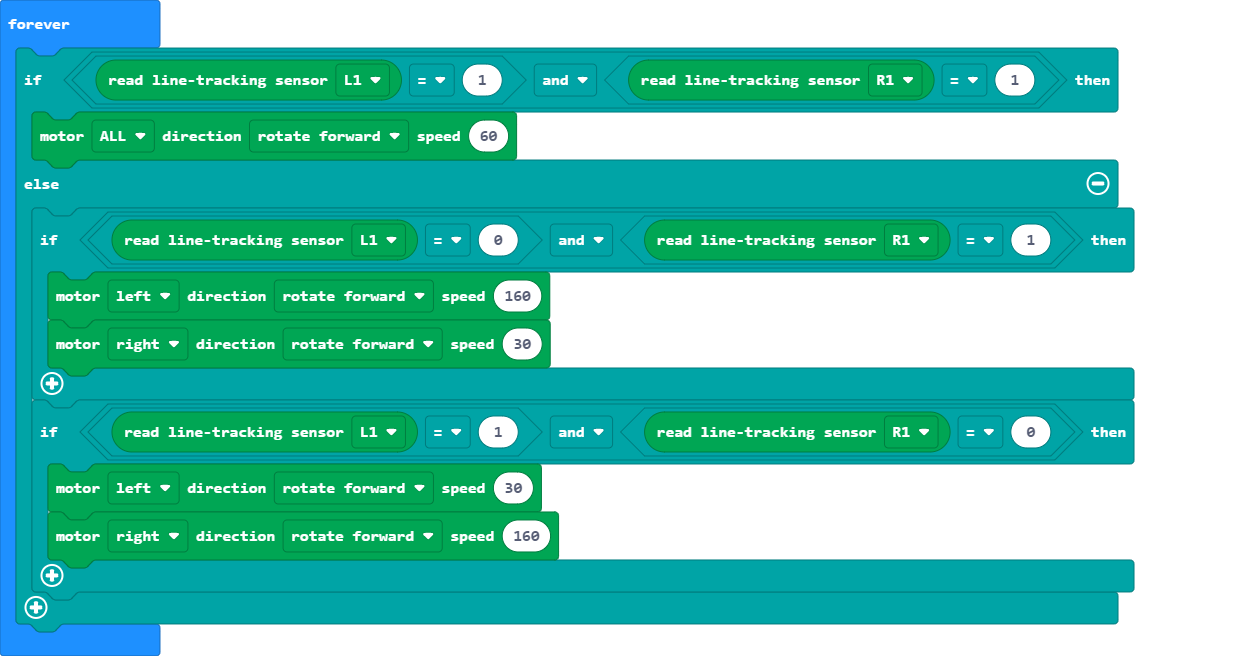 forever
if read line-tracking sensor L1 = 1 and read line-tracking sensor R1 = 1 then
motor ALL direction rotate forward speed 60
else
if read line-tracking sensor L1 = 0 and read line-tracking sensor R1 = 1 then
motor left direction rotate forward speed 160
motor right direction rotate forward speed 30
if read line-tracking sensor L1 = 1 and read line-tracking sensor R1 = 0 then
motor left direction rotate forward speed 30
motor right direction rotate forward speed 160